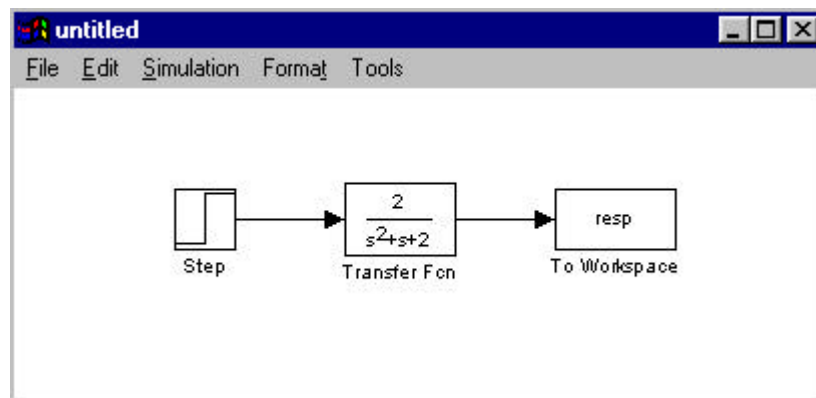 untitled
File Edit Simulation Format Tools
2
s2+s+2
resp
Step
Transfer Fcn
To Workspace